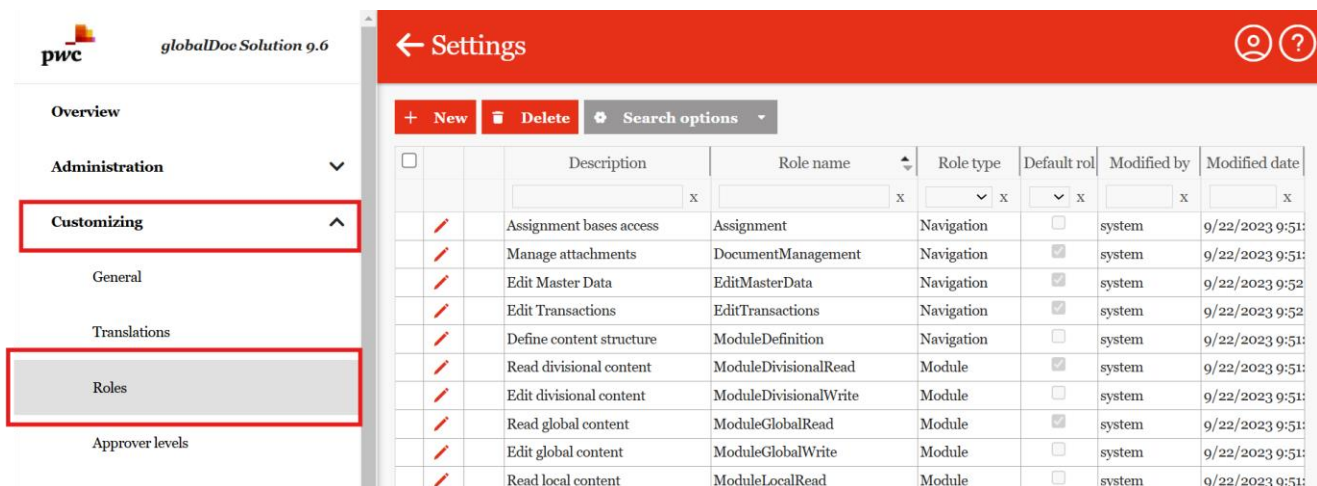 pwc
globalDoc Solution 9.6
Settings
?
Overview
Administration
Customizing
General
Translations
Roles
Approver levels
+ New Delete Search options
Description Role name Role type Default rol Modified by Modified date
x x x x x x
Assignment bases access Assignment Navigation system 9/22/2023 9:51:
Manage attachments DocumentManagement Navigation system 9/22/2023 9:51:
Edit Master Data EditMasterData Navigation system 9/22/2023 9:52
Edit Transactions EditTransactions Navigation system 9/22/2023 9:52
Define content structure ModuleDefinition Navigation system 9/22/2023 9:51:
Read divisional content ModuleDivisionalRead Module system 9/22/2023 9:51:
Edit divisional content ModuleDivisionalWrite Module system 9/22/2023 9:51:
Read global content ModuleGlobalRead Module system 9/22/2023 9:51:
Edit global content ModuleGlobalWrite Module system 9/22/2023 9:51:
Read local content ModuleLocalRead Module system 9/22/2023 9:51: